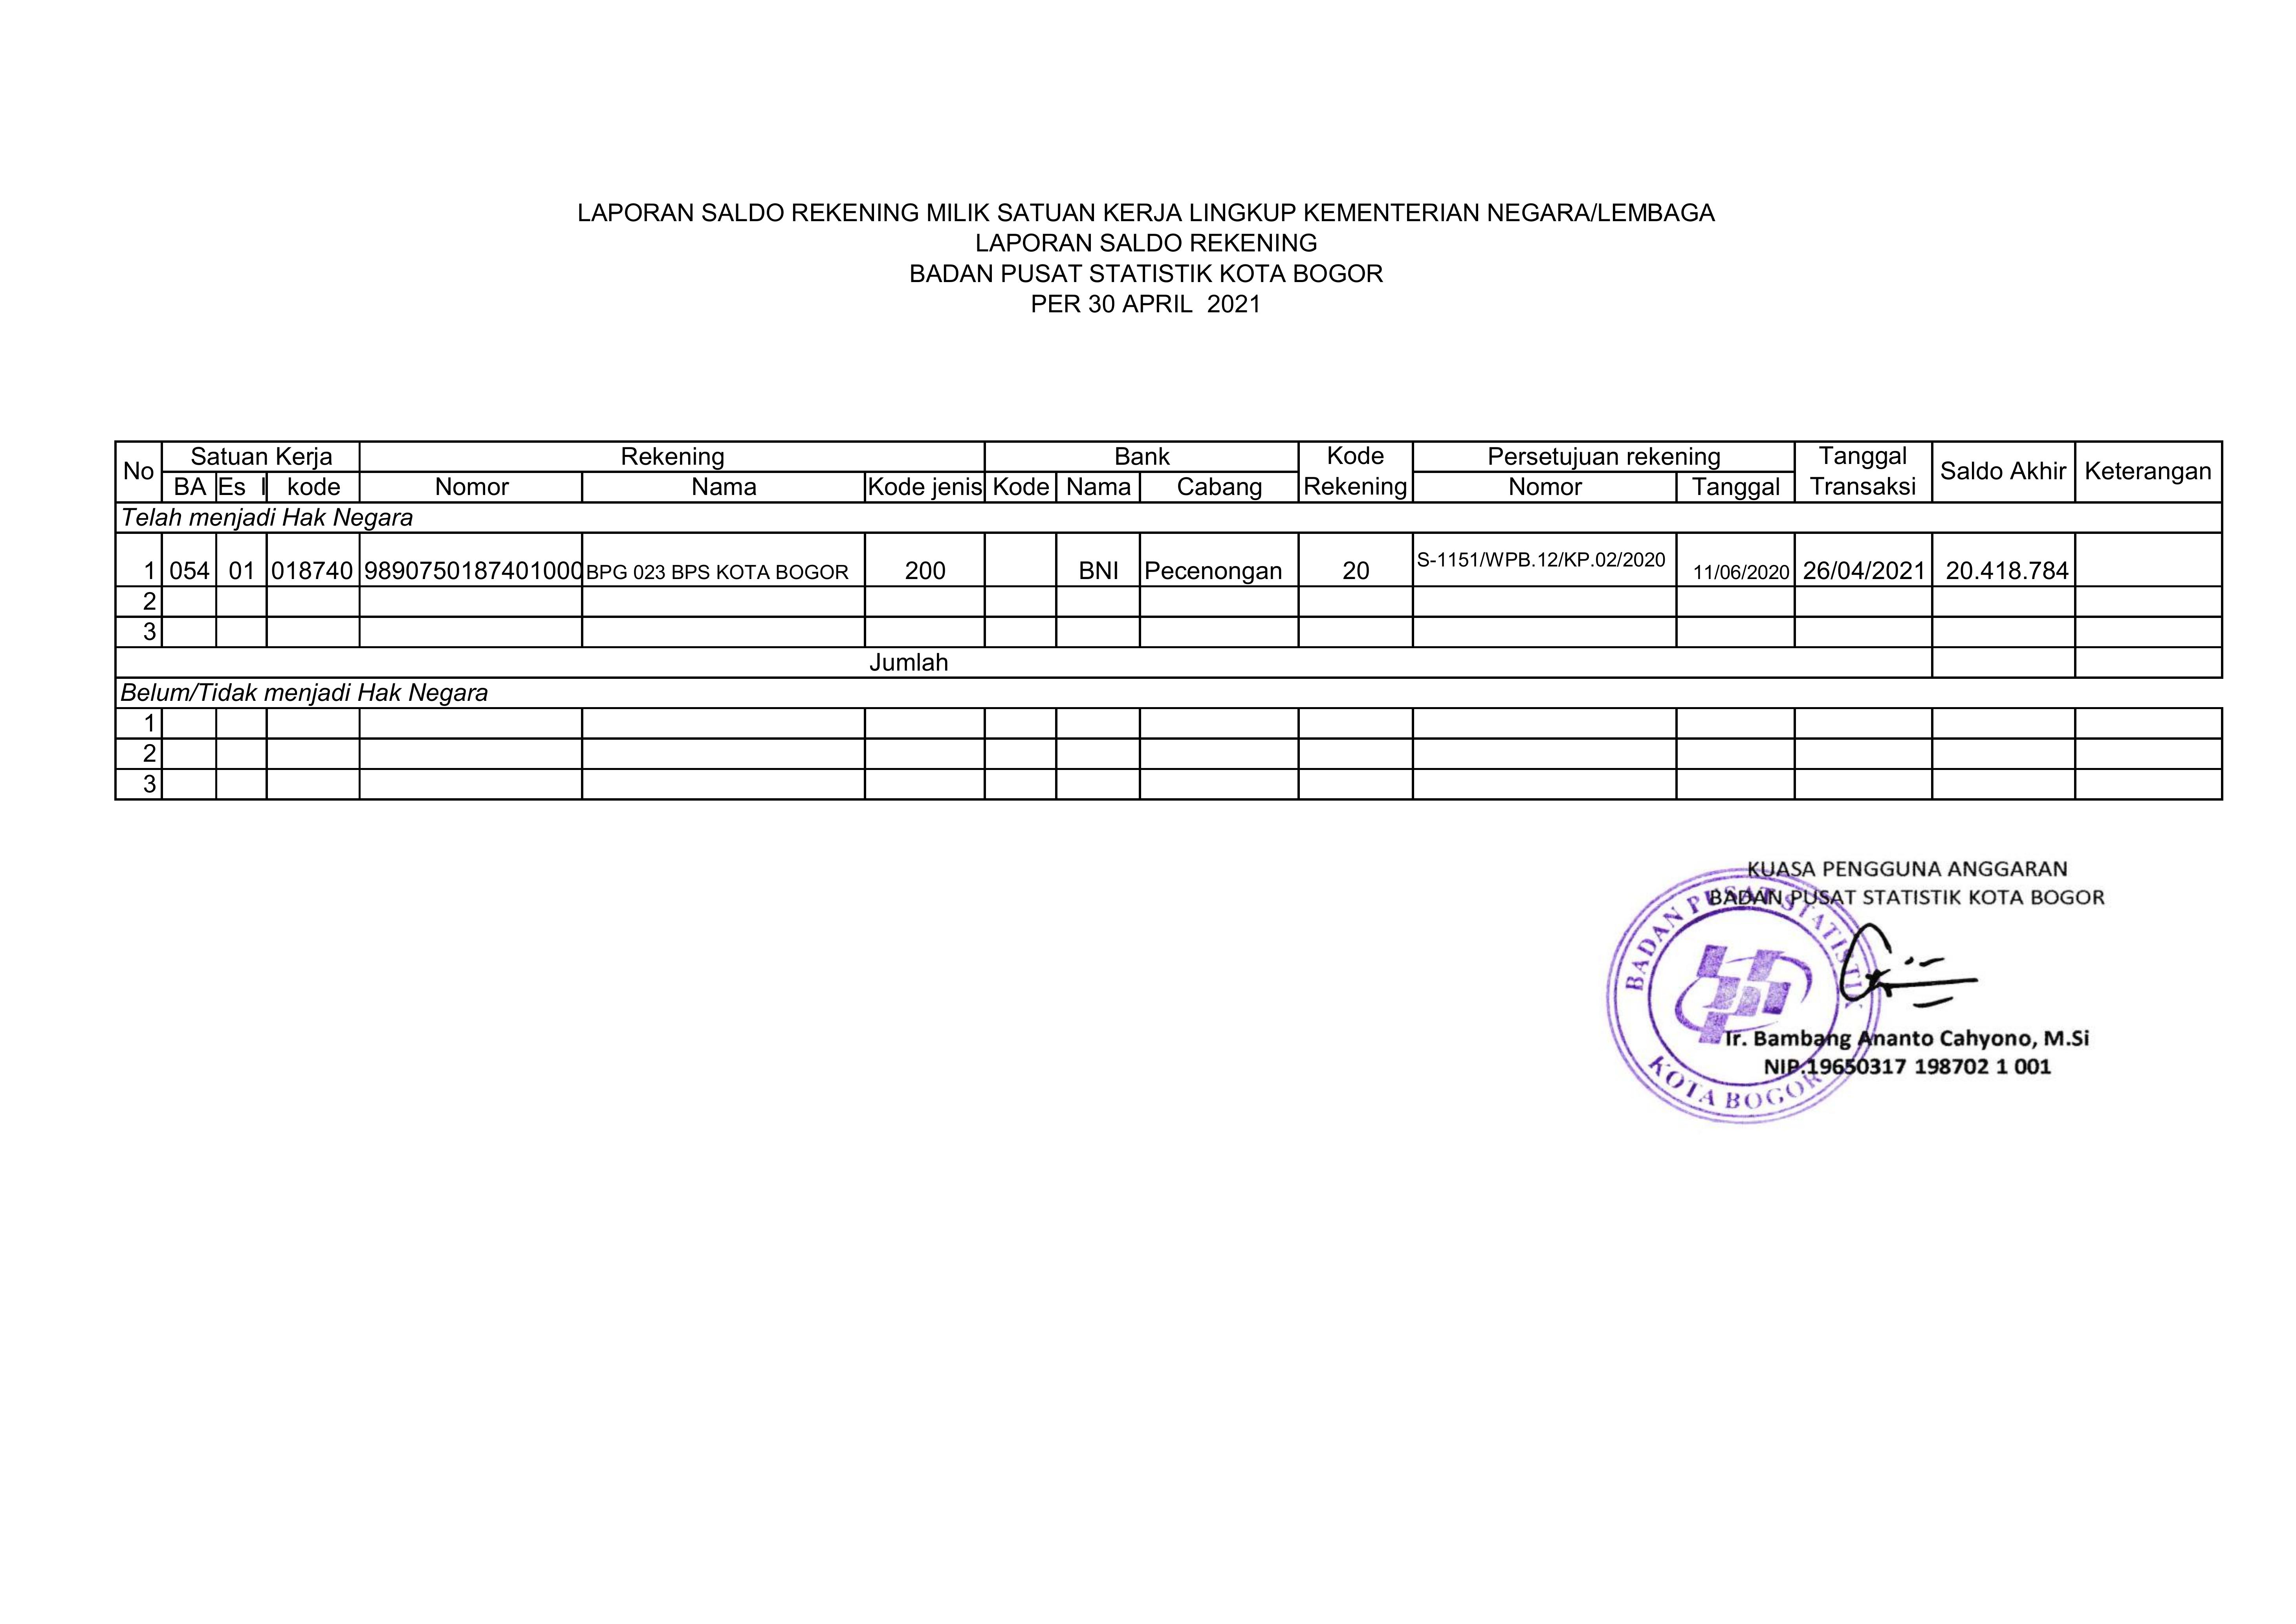 LAPORAN SALDO REKENING MILIK SATUAN KERJA LINGKUP KEMENTERIAN NEGARA/LEMBAGA
LAPORAN SALDO REKENING
BADAN PUSAT STATISTIK KOTA BOGOR
PER 30 APRIL 2021
No Satuan Kerja Rekening Bank Kode Rekening Persetujuan rekening Tanggal Transaksi Saldo Akhir Keterangan
BA Es I kode Nomor Nama Kode jenis Kode Nama Cabang Nomor Tanggal
Telah menjadi Hak Negara
1 054 01 018740 9890750187401000 BPG 023 BPS KOTA BOGOR 200 BNI Pecenongan 20 S-1151/WPB.12/KP.02/2020 11/06/2020 26/04/2021 20.418.784
2
3
Jumlah
Belum/Tidak menjadi Hak Negara
1
2
3
KUASA PENGGUNA ANGGARAN
BADAN PUSAT STATISTIK KOTA BOGOR
BADAN PUSAT STATISTIK
KOTA BOGOR
Ir. Bambang Ananto Cahyono, M.Si
NIP.19650317 198702 1 001